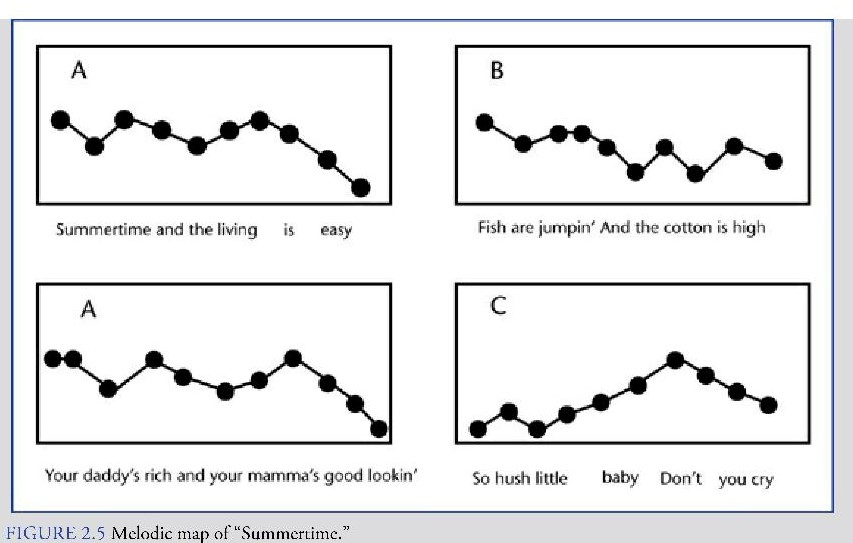 A
Summertime and the living is easy
B
Fish are jumpin’ And the cotton is high
A
Your daddy’s rich and your mamma’s good lookin’
C
So hush little baby Don’t you cry
FIGURE 2.5 Melodic map of “Summertime.”